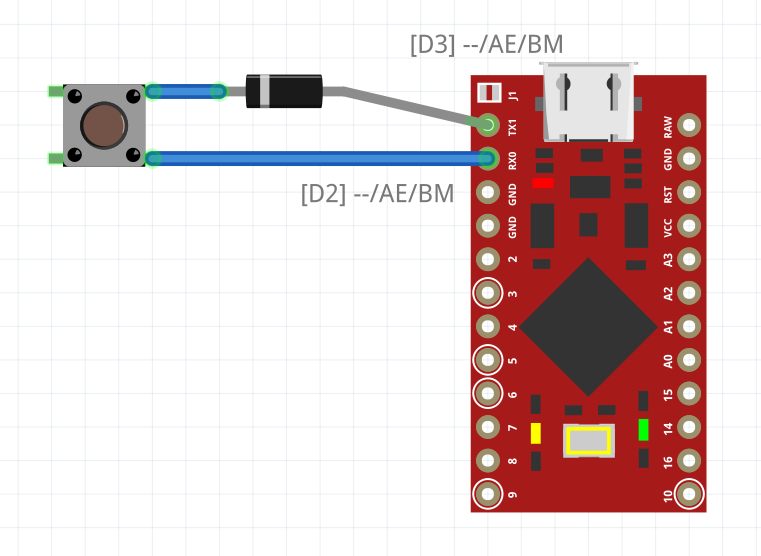 [D3] --/AE/BM
[D2] --/AE/BM
J1
TX1
RX0
GND
GND
2
3
4
5
6
7
8
9
RAW
GND
RST
VCC
A3
A2
A1
A0
15
14
16
10